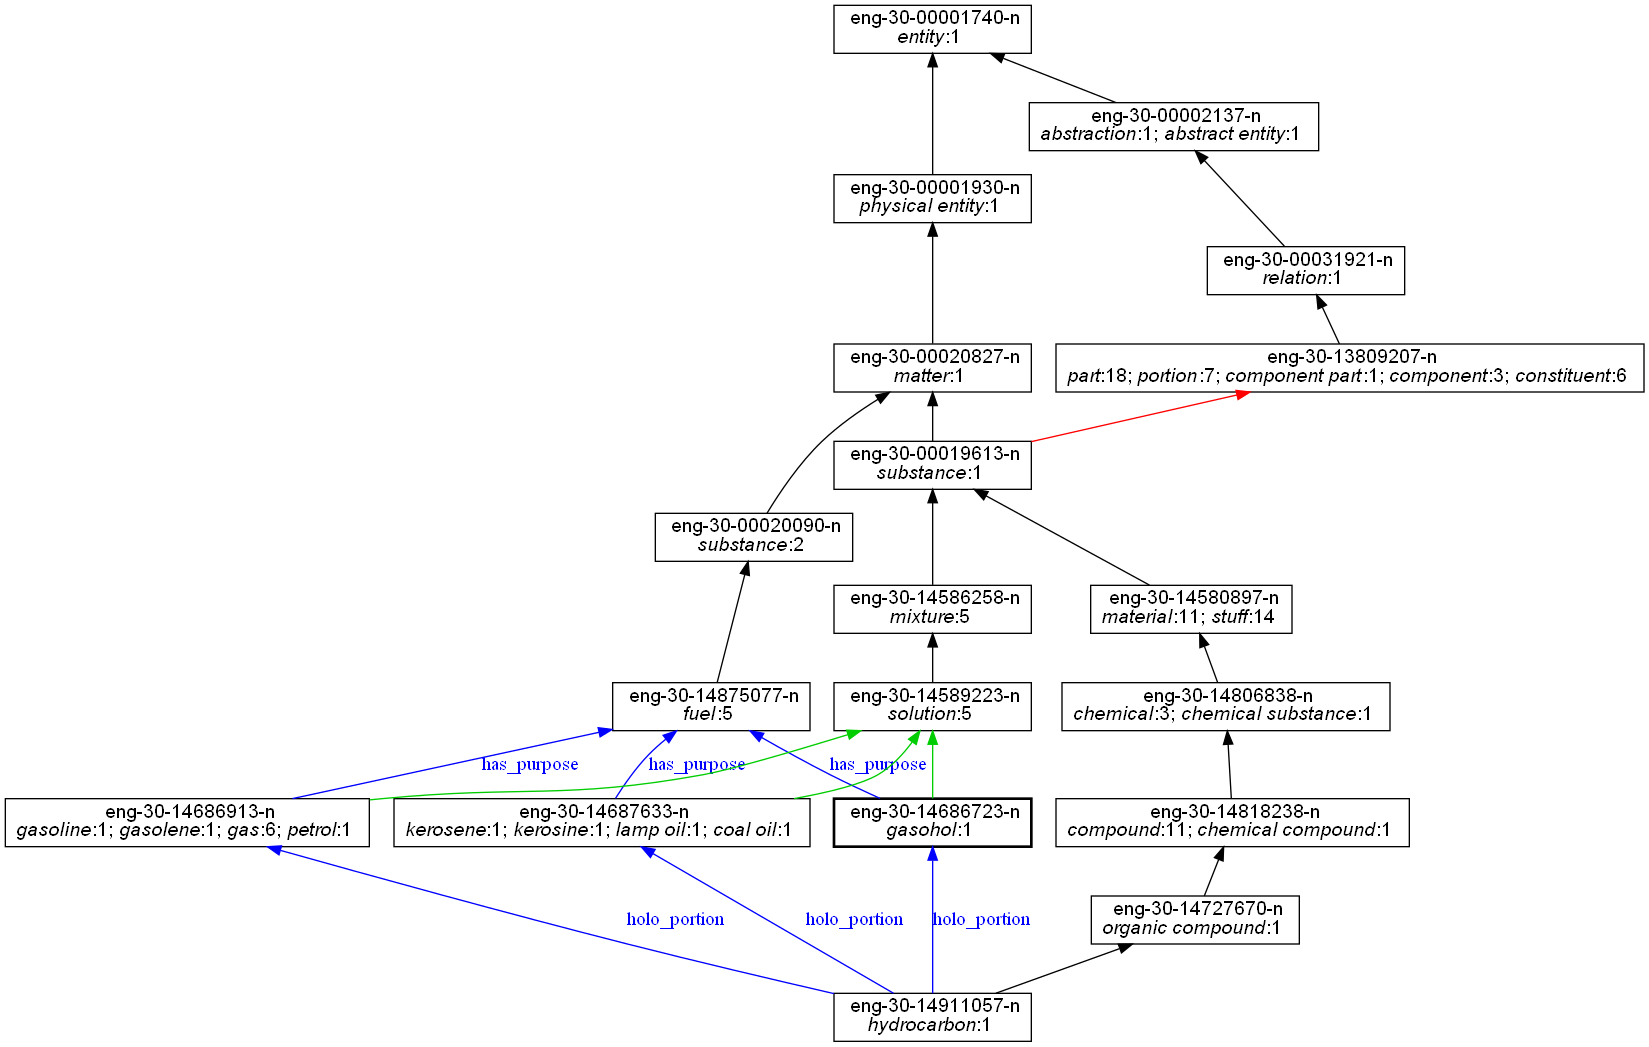 eng-30-00001740-n
entity:1
eng-30-00002137-n
abstraction:1; abstract entity:1
eng-30-00001930-n
physical entity:1
eng-30-00031921-n
relation:1
eng-30-00020827-n
matter:1
eng-30-13809207-n
part:18; portion:7; component part:1; component:3; constituent:6
eng-30-00019613-n
substance:1
eng-30-00020090-n
substance:2
eng-30-14586258-n
mixture:5
eng-30-14580897-n
material:11; stuff:14
eng-30-14875077-n
fuel:5
eng-30-14589223-n
solution:5
eng-30-14806838-n
chemical:3; chemical substance:1
has_purpose
has_purpose
has_purpose
eng-30-14686913-n
gasoline:1; gasolene:1; gas:6; petrol:1
eng-30-14687633-n
kerosene:1; kerosine:1; lamp oil:1; coal oil:1
eng-30-14686723-n
gasohol:1
eng-30-14818238-n
compound:11; chemical compound:1
holo_portion
holo_portion
holo_portion
eng-30-14727670-n
organic compound:1
eng-30-14911057-n
hydrocarbon:1